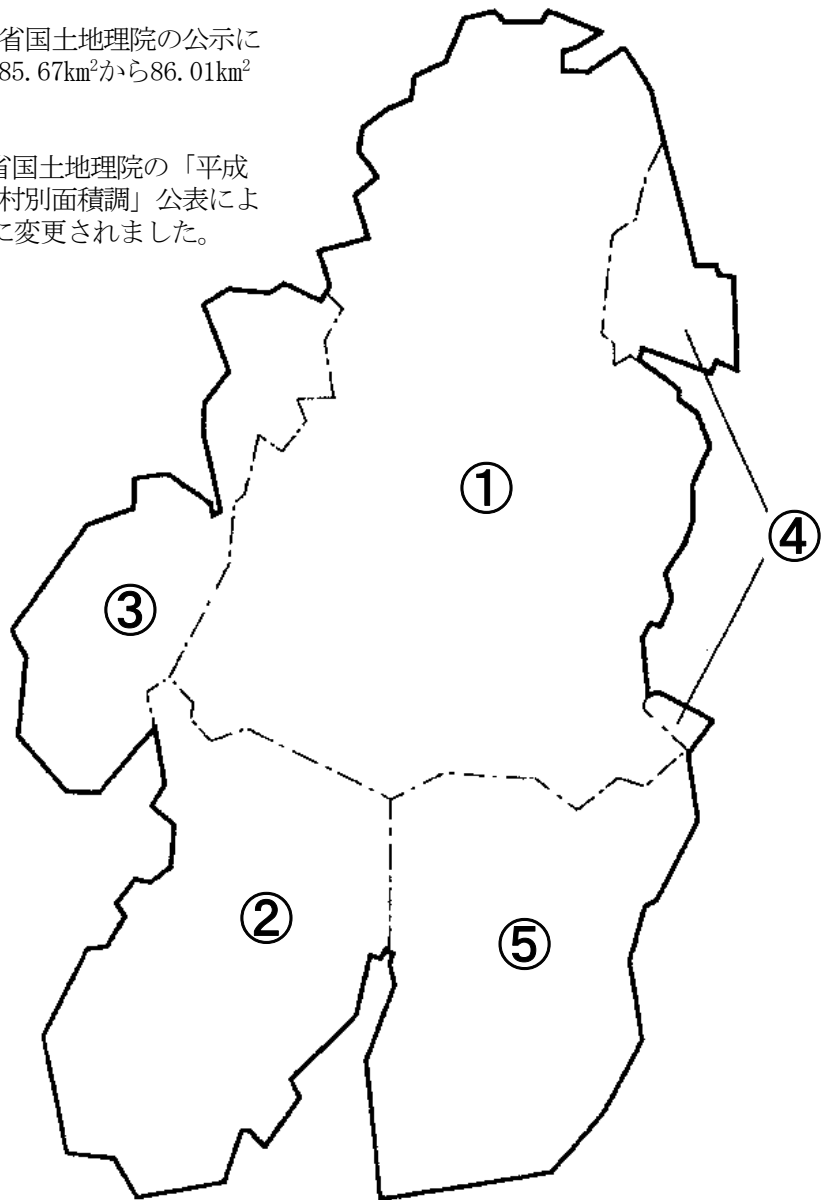 省国土地理院の公示に
85.67km²から86.01km²
省国土地理院の「平成
村別面積調」公表によ
に変更されました。
①
④
③
②
⑤